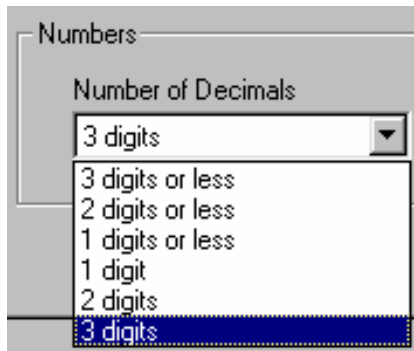 Numbers
Number of Decimals
3 digits
3 digits or less
2 digits or less
1 digits or less
1 digit
2 digits
3 digits